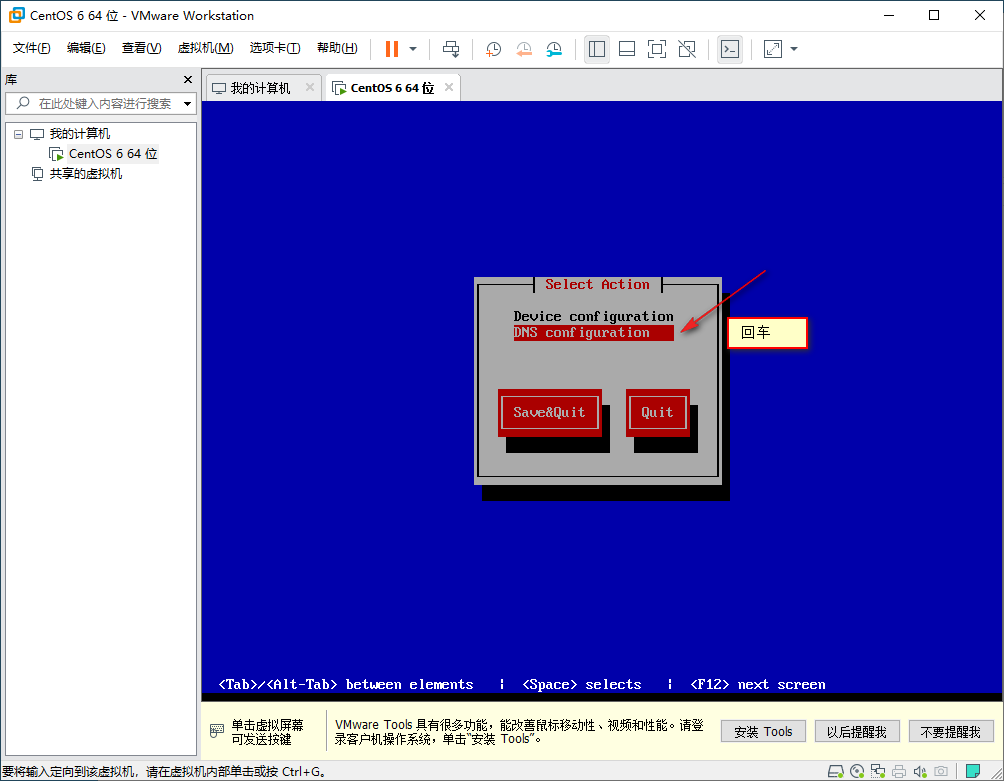 CentOS 6 64 位 - VMware Workstation
文件(F) 编辑(E) 查看(V) 虚拟机(M) 选项卡(T) 帮助(H)
库
在此处键入内容进行搜索
我的计算机
CentOS 6 64 位
共享的虚拟机
我的计算机
CentOS 6 64 位
Select Action
Device configuration
DNS configuration
回车
Save&Quit
Quit
<Tab>/<Alt-Tab> between elements | <Space> selects | <F12> next screen
单击虚拟屏幕
可发送按键
VMware Tools 具有很多功能，能改善鼠标移动性、视频和性能。请登
录客户机操作系统，单击“安装 Tools”。
安装 Tools
以后提醒我
不要提醒我
要将输入定向到该虚拟机，请在虚拟机内部单击或按 Ctrl+G。